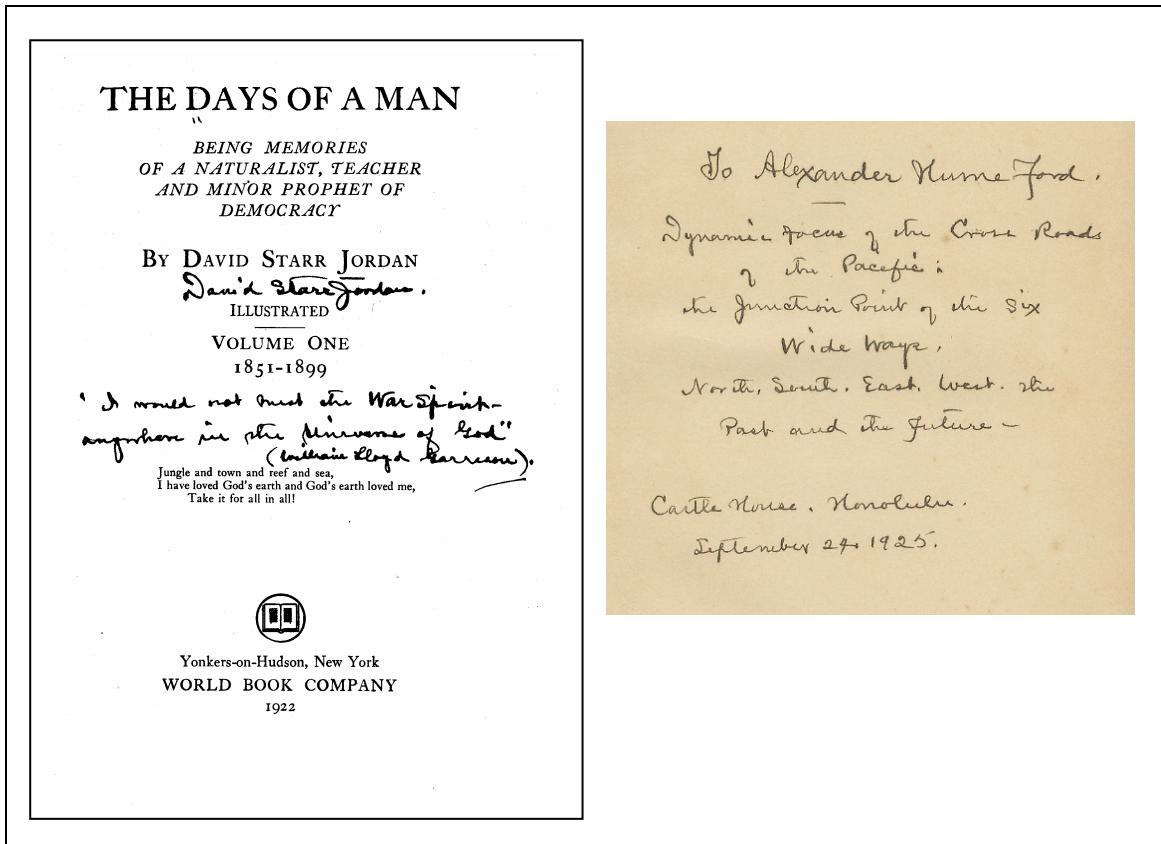 THE DAYS OF A MAN
BEING MEMORIES
OF A NATURALIST, TEACHER
AND MINOR PROPHET OF
DEMOCRACY
BY DAVID STARR JORDAN
David Starr Jordan.
ILLUSTRATED
VOLUME ONE
1851-1899
"I would not trust the War Spirit
anywhere in the Universe of God"
(William Lloyd Garrison).
Jungle and town and reef and sea,
I have loved God's earth and God's earth loved me,
Take it for all in all!
Yonkers-on-Hudson, New York
WORLD BOOK COMPANY
1922
To Alexander Hume Ford.
Dynamic Focus of the Cross Roads
of the Pacific:
the Junction Point of the Six
Wide Ways,
North, South, East, West, the
Past and the Future –
Castle House, Honolulu.
September 24, 1925.